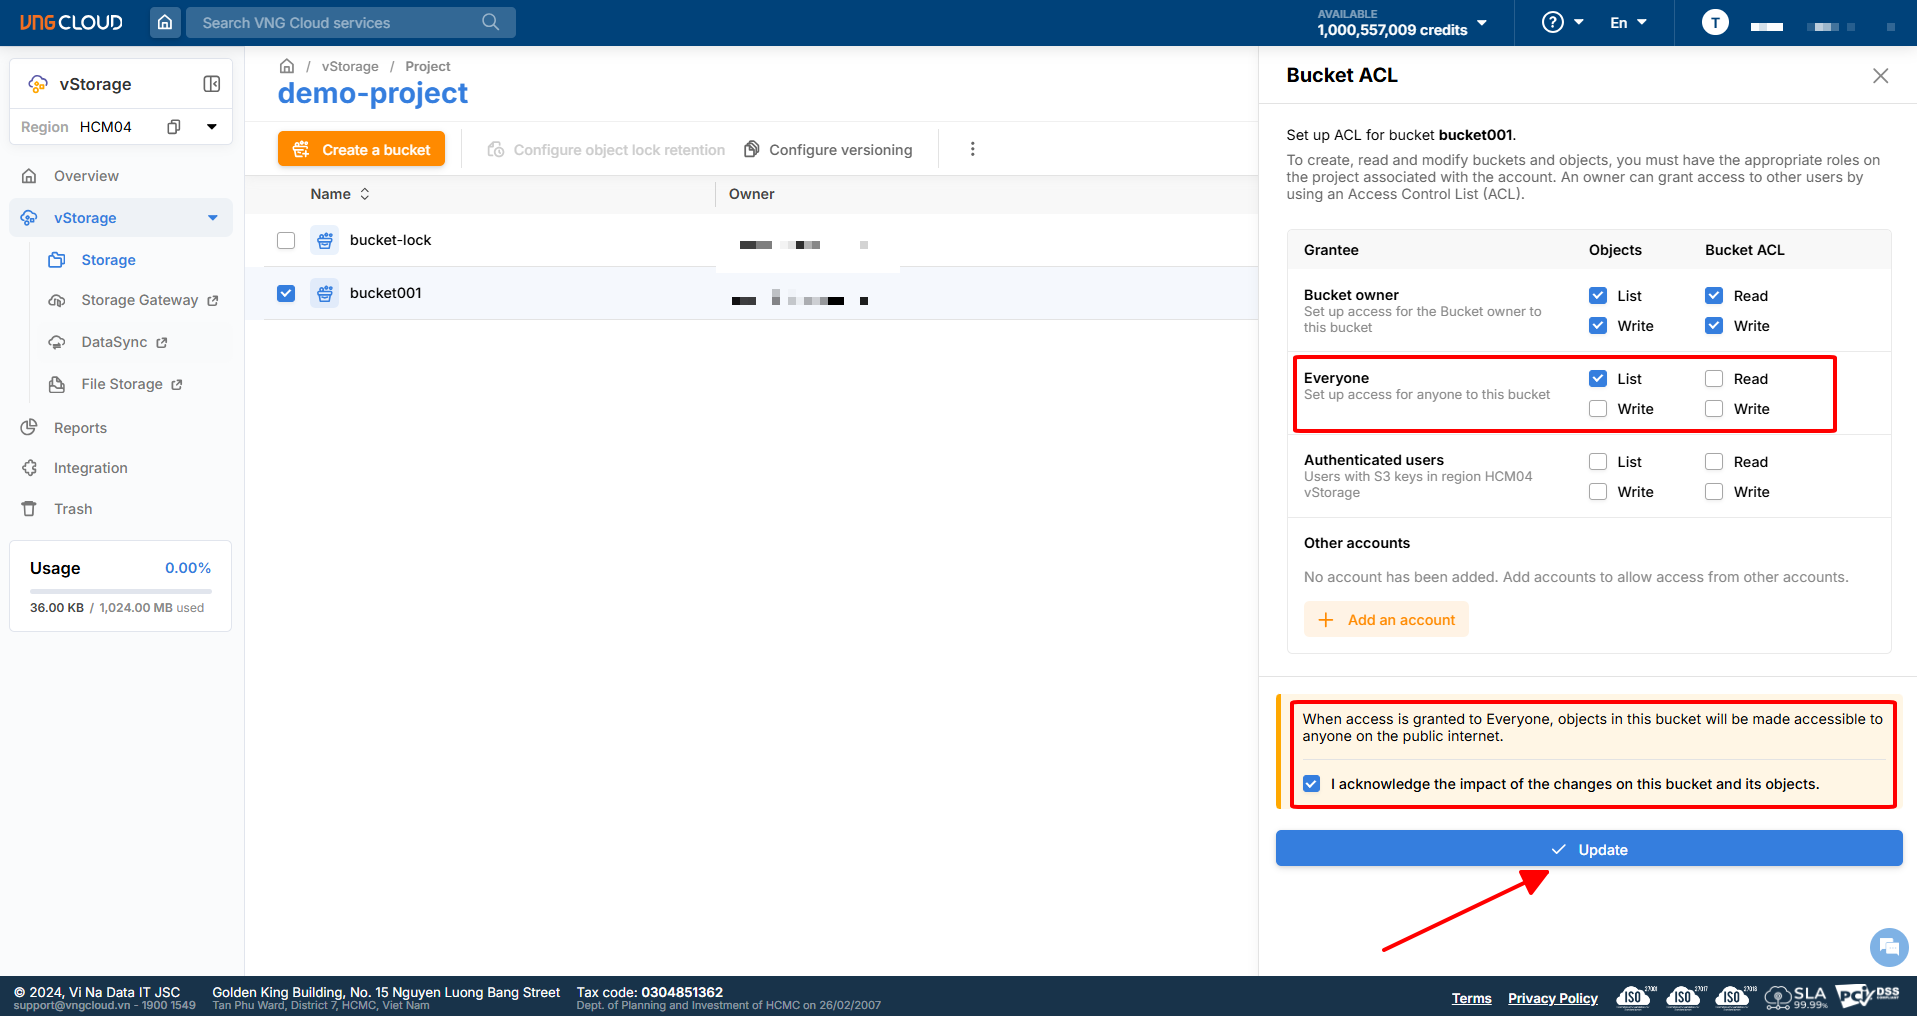 VNG CLOUD
Search VNG Cloud services
AVAILABLE
1,000,557,009 credits
?
En
T
vStorage
Region HCM04
Overview
vStorage
Storage
Storage Gateway
DataSync
File Storage
Reports
Integration
Trash
Usage 0.00%
36.00 KB / 1,024.00 MB used
/ vStorage / Project
demo-project
Create a bucket
Configure object lock retention
Configure versioning
Name
Owner
bucket-lock
bucket001
Bucket ACL
Set up ACL for bucket bucket001.
To create, read and modify buckets and objects, you must have the appropriate roles on
the project associated with the account. An owner can grant access to other users by
using an Access Control List (ACL).
Grantee Objects Bucket ACL
Bucket owner List Read
Set up access for the Bucket owner to
this bucket Write Write
Everyone List Read
Set up access for anyone to this bucket
Write Write
Authenticated users List Read
Users with S3 keys in region HCM04
vStorage Write Write
Other accounts
No account has been added. Add accounts to allow access from other accounts.
Add an account
When access is granted to Everyone, objects in this bucket will be made accessible to
anyone on the public internet.
I acknowledge the impact of the changes on this bucket and its objects.
Update
© 2024, Vi Na Data IT JSC
support@vngcloud.vn - 1900 1549
Golden King Building, No. 15 Nguyen Luong Bang Street
Tan Phu Ward, District 7, HCMC, Viet Nam
Tax code: 0304851362
Dept. of Planning and Investment of HCMC on 26/02/2007
Terms
Privacy Policy
ISO 27001
ISO 27017
ISO 27018
SLA
99.99%
PCI DSS